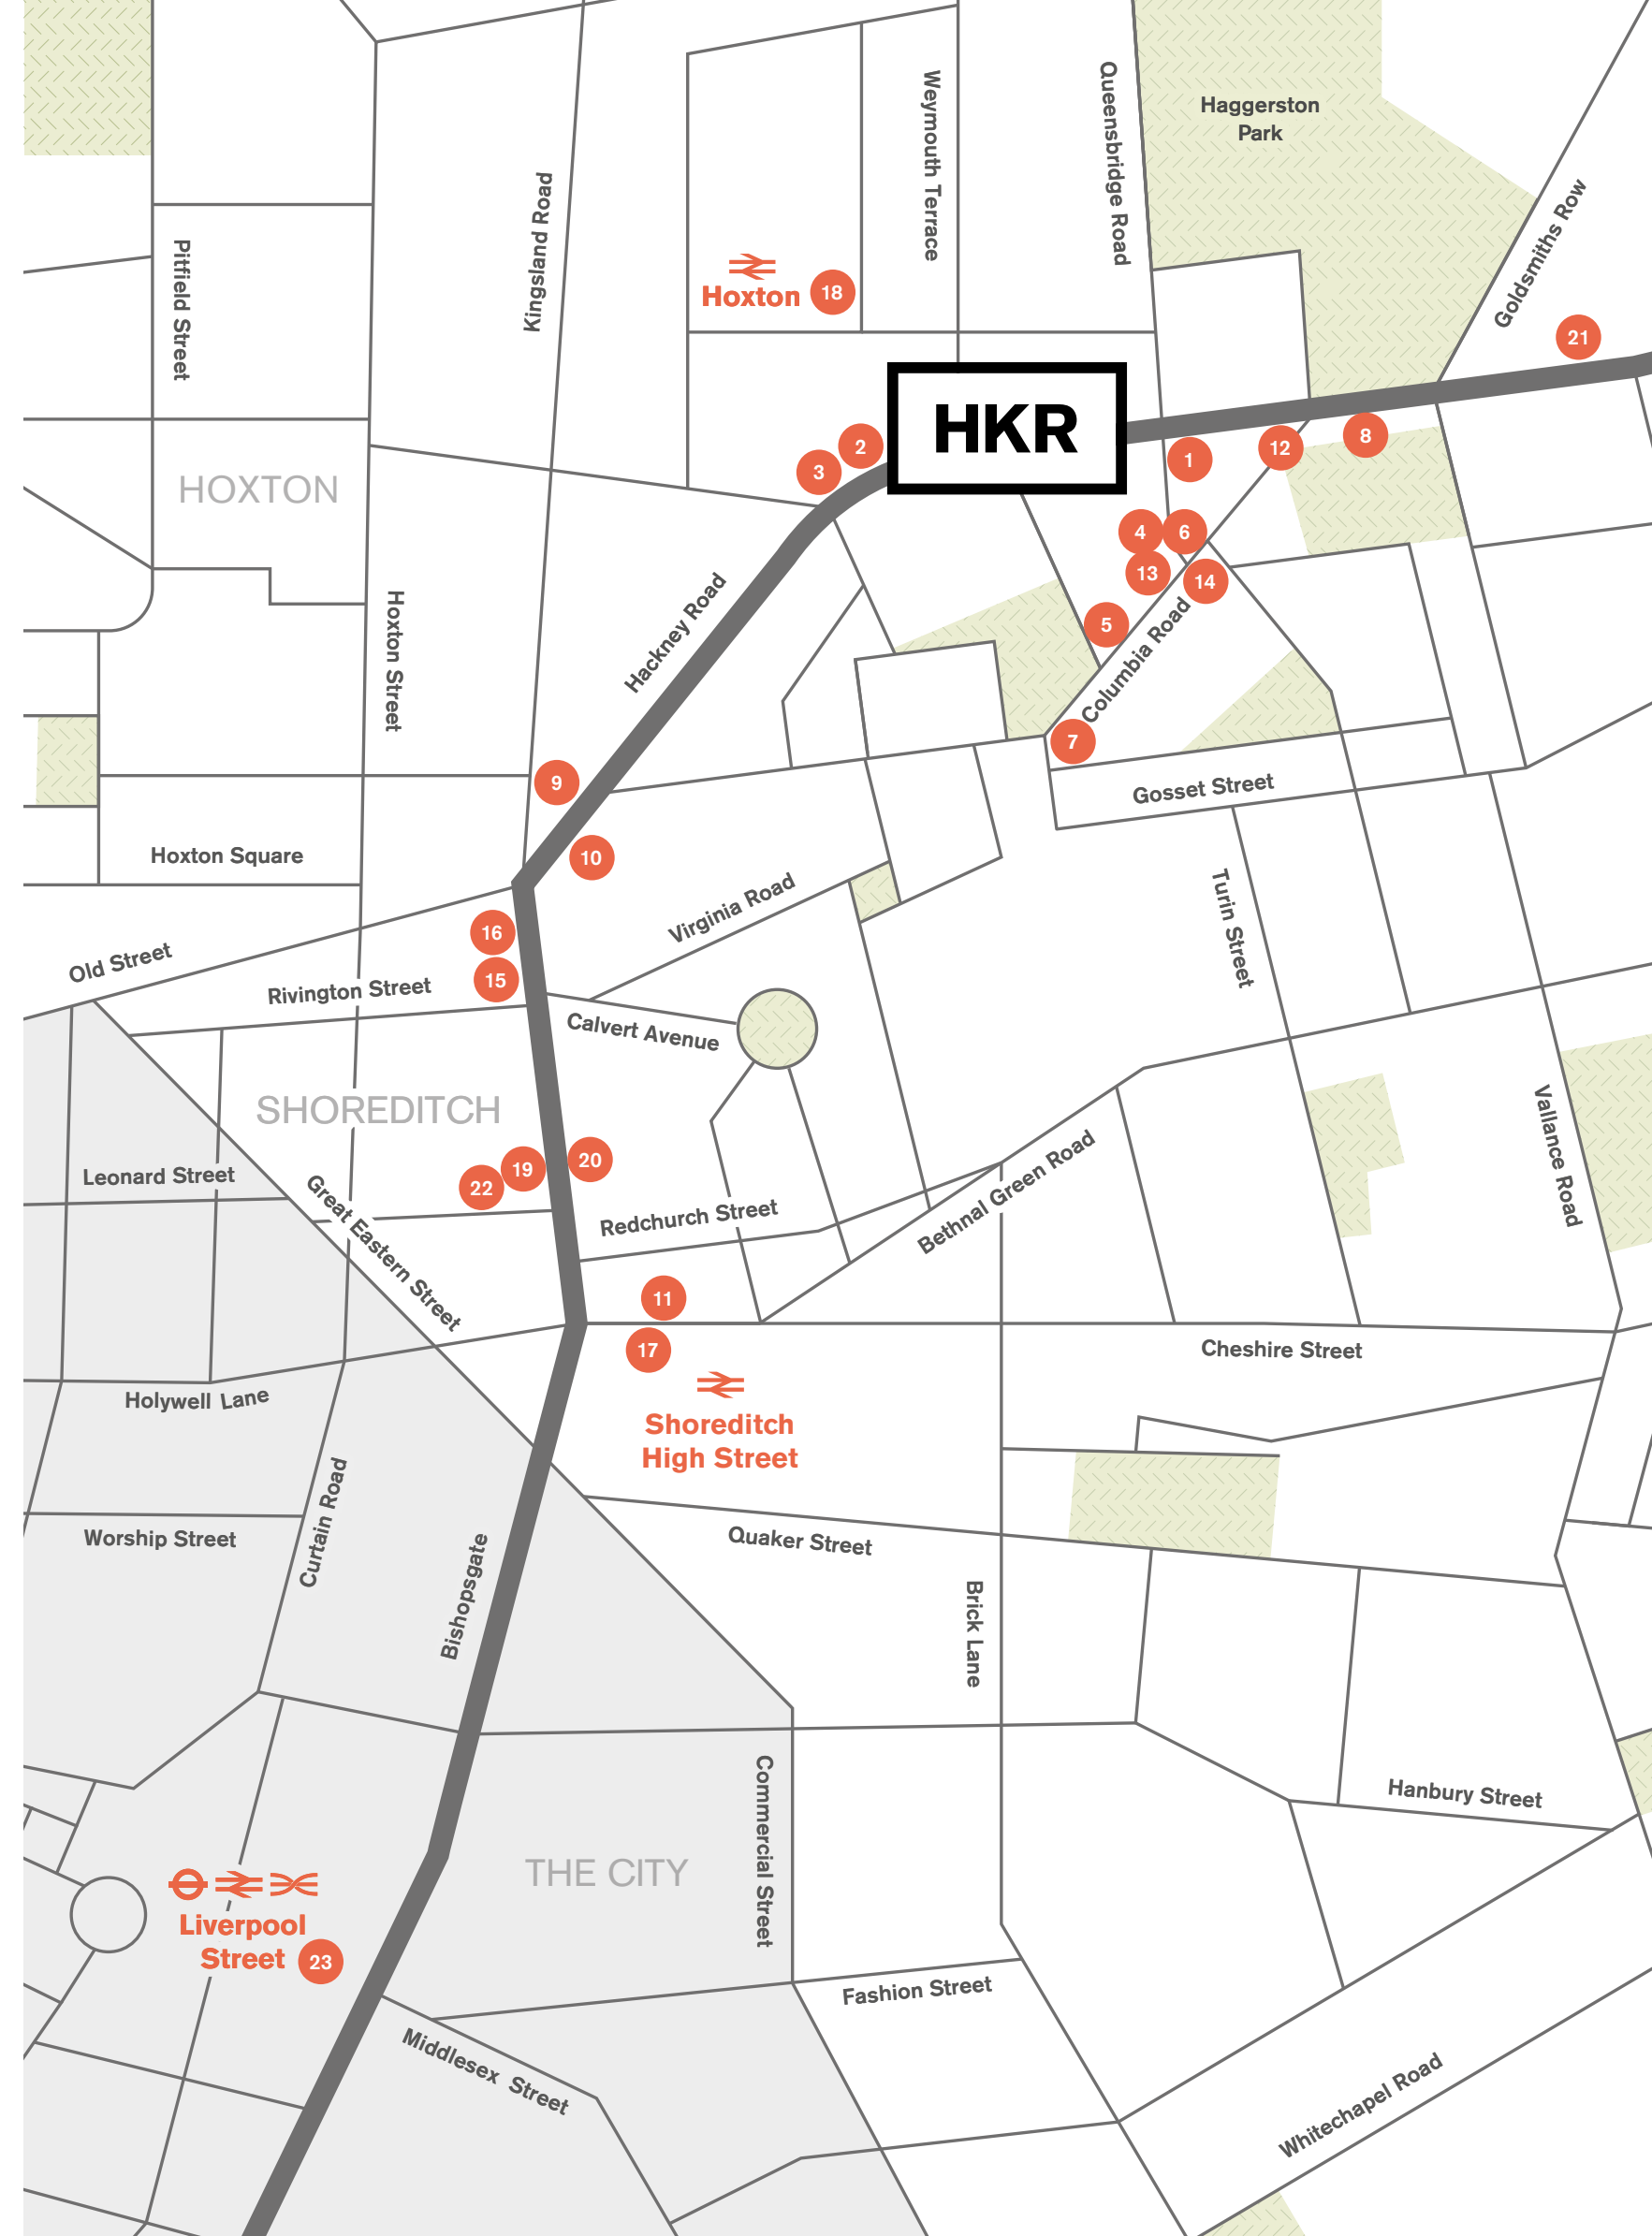 Haggerston
Park
Weymouth Terrace
Queensbridge Road
Goldsmiths Row
Kingsland Road
Pitfield Street
Hoxton
18
21
HKR
2
3
1
12
8
HOXTON
4
6
13
14
5
Columbia Road
Hackney Road
Hoxton Street
7
9
Gosset Street
10
Hoxton Square
Virginia Road
Turin Street
16
Old Street
15
Rivington Street
Calvert Avenue
SHOREDITCH
Vallance Road
Leonard Street
22
19
20
Great Eastern Street
Redchurch Street
Bethnal Green Road
11
17
Cheshire Street
Holywell Lane
Shoreditch
High Street
Curtain Road
Worship Street
Bishopsgate
Quaker Street
Brick Lane
Commercial Street
Hanbury Street
THE CITY
Liverpool
Street
23
Fashion Street
Middlesex Street
Whitechapel Road